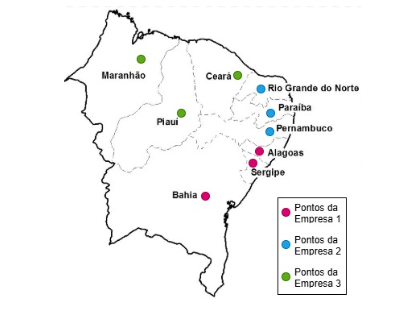 Maranhão
Ceará
Rio Grande do Norte
Paraíba
Piauí
Pernambuco
Alagoas
Sergipe
Bahia
Pontos da
Empresa 1
Pontos da
Empresa 2
Pontos da
Empresa 3